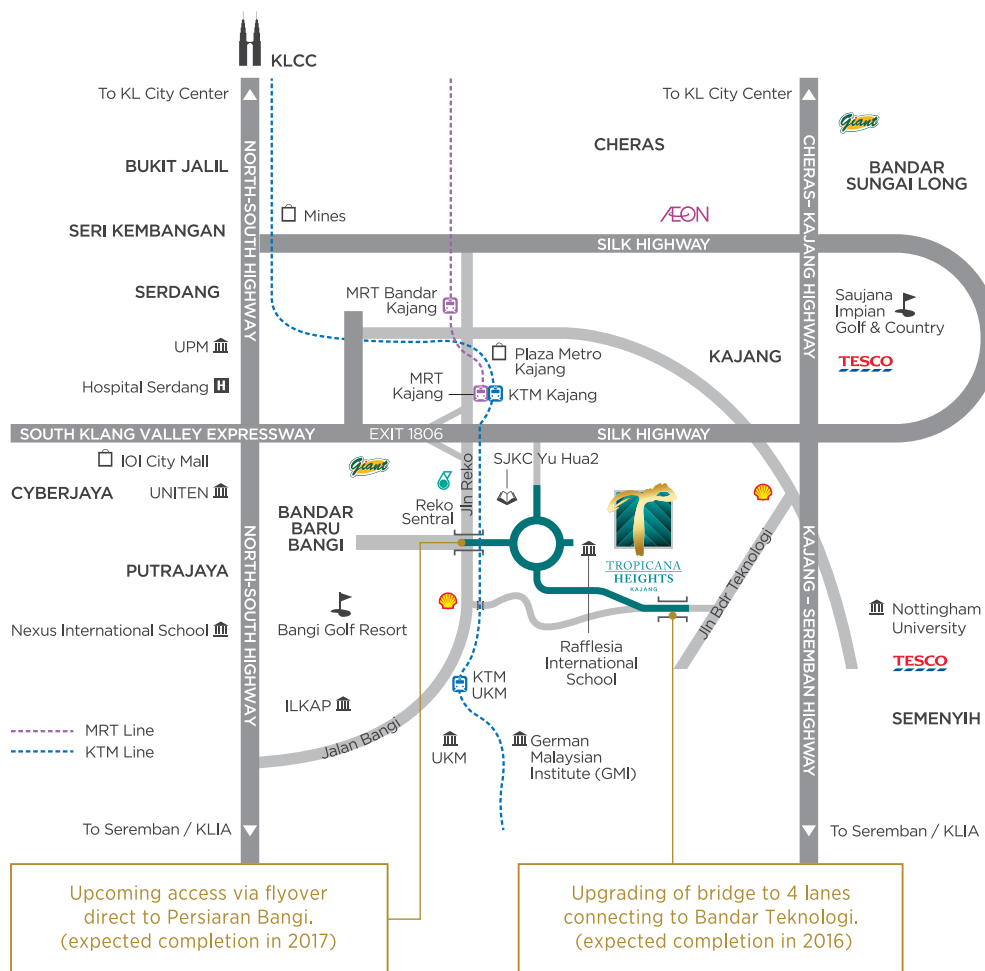 KLCC
To KL City Center
To KL City Center
Giant
CHERAS
BUKIT JALIL
BANDAR
SUNGAI LONG
NORTH-SOUTH HIGHWAY
CHERAS– KAJANG HIGHWAY
Mines
ÆON
SERI KEMBANGAN
SILK HIGHWAY
SERDANG
MRT Bandar
Kajang
Saujana
Impian
Golf & Country
UPM
Plaza Metro
Kajang
KAJANG
TESCO
Hospital Serdang
MRT
Kajang
KTM Kajang
SOUTH KLANG VALLEY EXPRESSWAY
EXIT 1806
SILK HIGHWAY
IOI City Mall
Giant
SJKC Yu Hua2
Jln Reko
CYBERJAYA
UNITEN
Reko
Sentral
BANDAR
BARU
BANGI
TROPICANA
HEIGHTS
KAJANG
Jln Bdr Teknologi
NORTH-SOUTH HIGHWAY
KAJANG – SEREMBAN HIGHWAY
PUTRAJAYA
Nexus International School
Bangi Golf Resort
Nottingham
University
Rafflesia
International
School
TESCO
KTM
UKM
ILKAP
SEMENYIH
MRT Line
KTM Line
Jalan Bangi
UKM
German
Malaysian
Institute (GMI)
To Seremban / KLIA
To Seremban / KLIA
Upcoming access via flyover
direct to Persiaran Bangi.
(expected completion in 2017)
Upgrading of bridge to 4 lanes
connecting to Bandar Teknologi.
(expected completion in 2016)